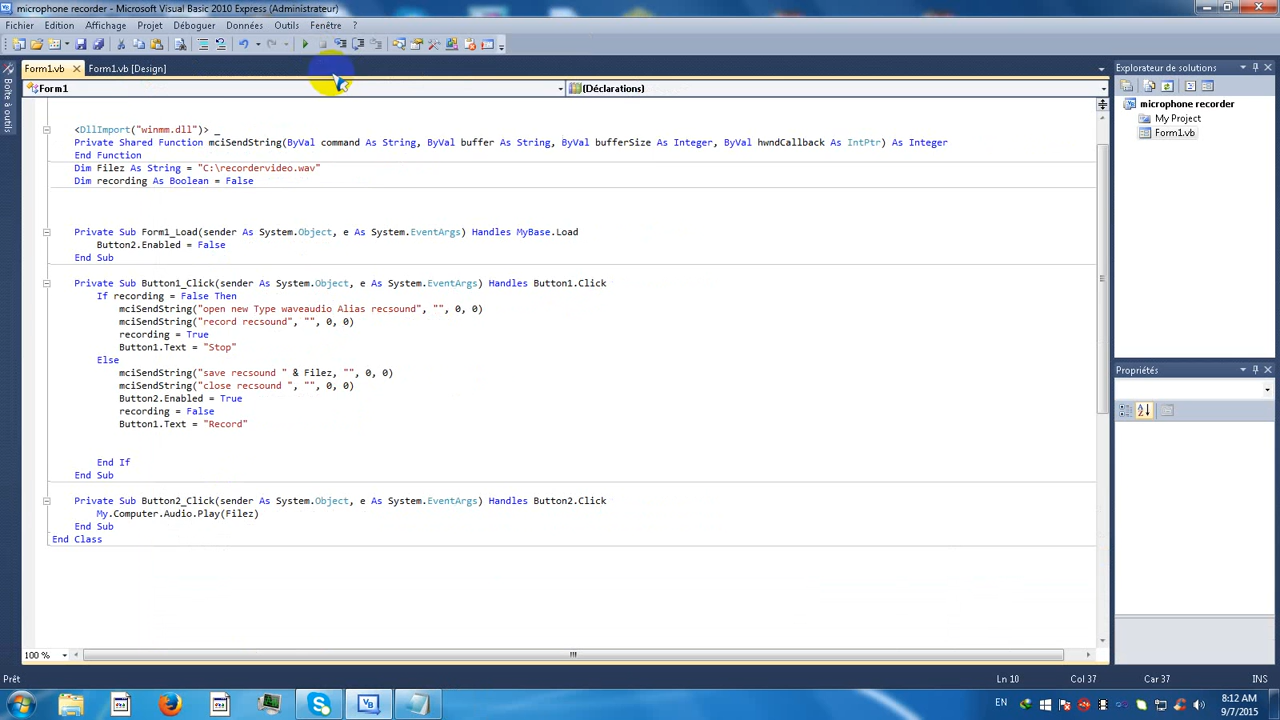 microphone recorder - Microsoft Visual Basic 2010 Express (Administrateur)
Fichier Edition Affichage Projet Déboguer Données Outils Fenêtre ?
Form1.vb Form1.vb [Design]
Form1 (Déclarations)
Boîte à outils
<DllImport("winmm.dll")> _
Private Shared Function mciSendString(ByVal command As String, ByVal buffer As String, ByVal bufferSize As Integer, ByVal hwndCallback As IntPtr) As Integer
End Function
Dim Filez As String = "C:\recordervideo.wav"
Dim recording As Boolean = False
Private Sub Form1_Load(sender As System.Object, e As System.EventArgs) Handles MyBase.Load
Button2.Enabled = False
End Sub
Private Sub Button1_Click(sender As System.Object, e As System.EventArgs) Handles Button1.Click
If recording = False Then
mciSendString("open new Type waveaudio Alias recsound", "", 0, 0)
mciSendString("record recsound", "", 0, 0)
recording = True
Button1.Text = "Stop"
Else
mciSendString("save recsound " & Filez, "", 0, 0)
mciSendString("close recsound ", "", 0, 0)
Button2.Enabled = True
recording = False
Button1.Text = "Record"
End If
End Sub
Private Sub Button2_Click(sender As System.Object, e As System.EventArgs) Handles Button2.Click
My.Computer.Audio.Play(Filez)
End Sub
End Class
100 %
Explorateur de solutions
microphone recorder
My Project
Form1.vb
Propriétés
Prêt Ln 10 Col 37 Car 37 INS
EN
8:12 AM
9/7/2015